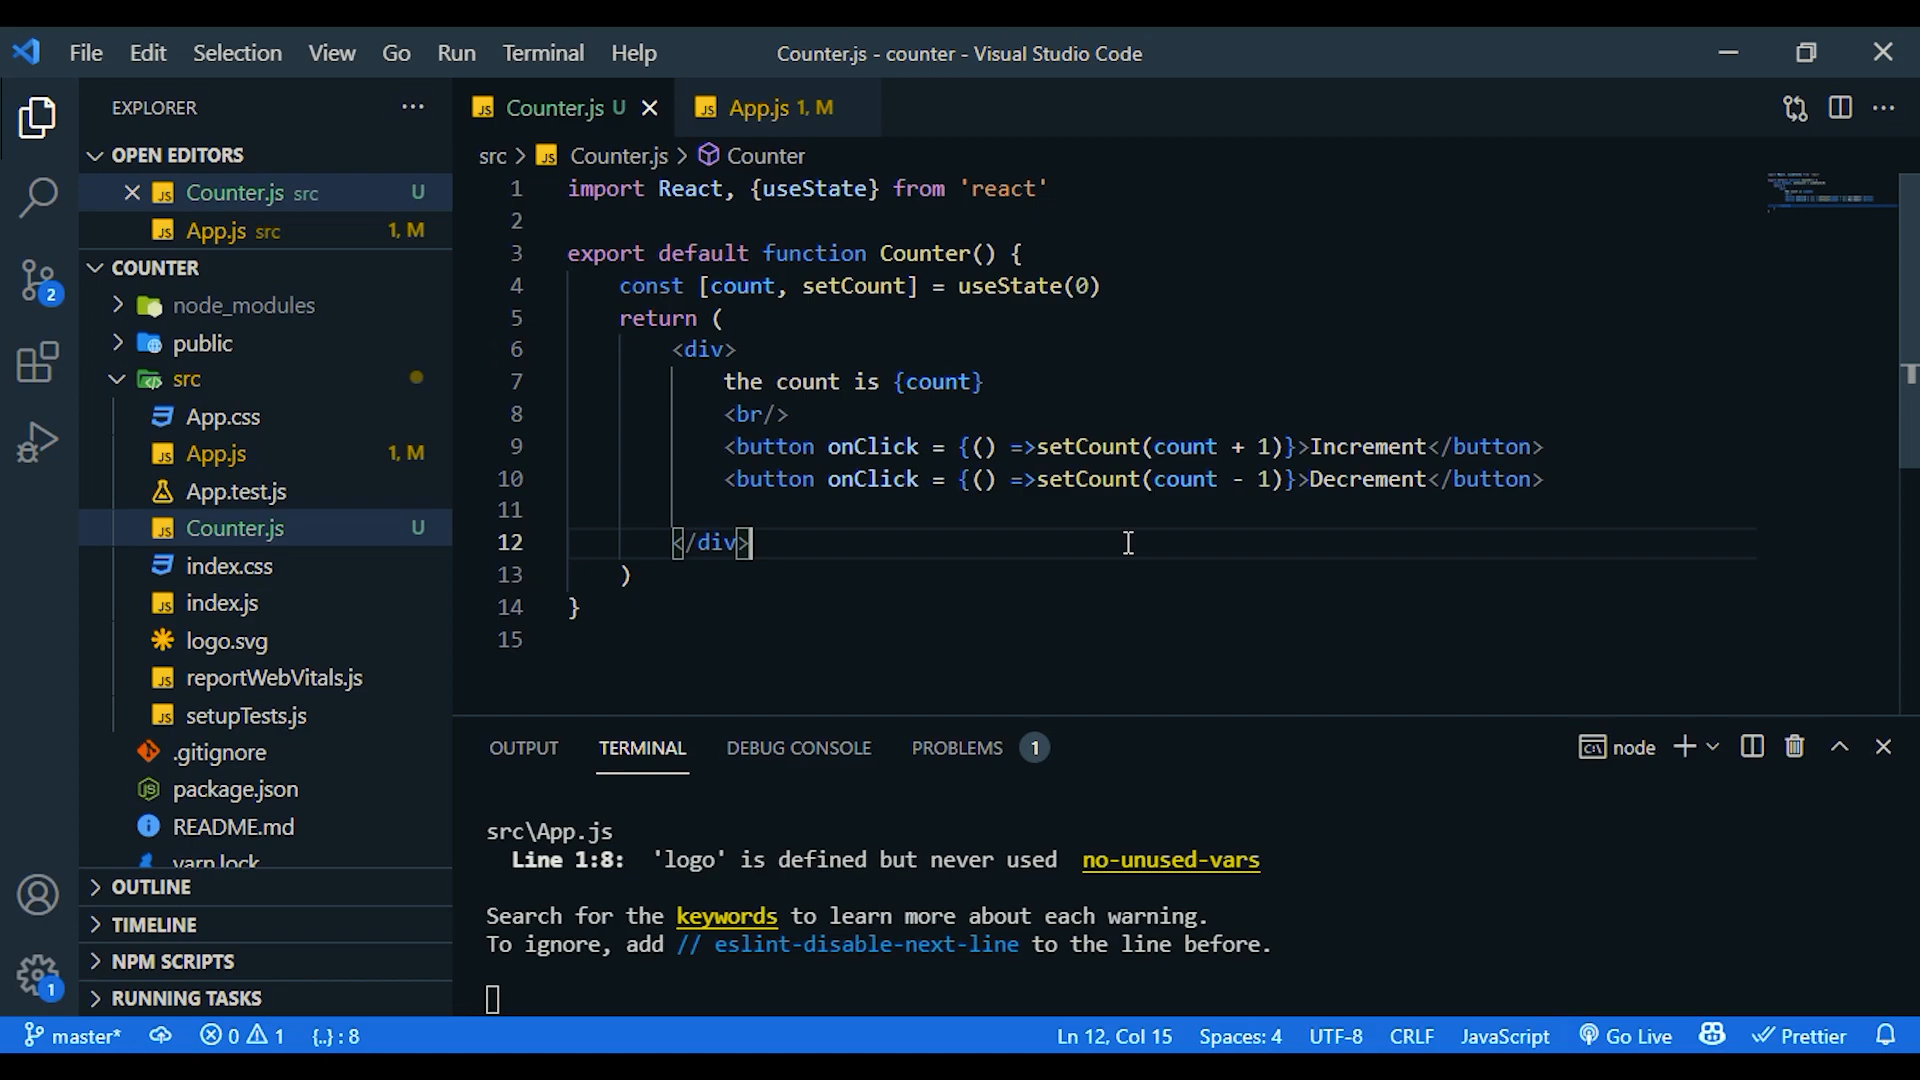 File Edit Selection View Go Run Terminal Help Counter.js - counter - Visual Studio Code
EXPLORER
OPEN EDITORS
Counter.js src U
App.js src 1, M
COUNTER
node_modules
public
src
App.css
App.js 1, M
App.test.js
Counter.js U
index.css
index.js
logo.svg
reportWebVitals.js
setupTests.js
.gitignore
package.json
README.md
yarn.lock
OUTLINE
TIMELINE
NPM SCRIPTS
RUNNING TASKS
2
1
Counter.js U App.js 1, M
src > Counter.js > Counter
1 import React, {useState} from 'react'
2
3 export default function Counter() {
4 const [count, setCount] = useState(0)
5 return (
6 <div>
7 the count is {count}
8 <br/>
9 <button onClick = {() =>setCount(count + 1)}>Increment</button>
10 <button onClick = {() =>setCount(count - 1)}>Decrement</button>
11
12 </div>
13 )
14 }
15
OUTPUT TERMINAL DEBUG CONSOLE PROBLEMS 1 node
src\App.js
Line 1:8: 'logo' is defined but never used no-unused-vars
Search for the keywords to learn more about each warning.
To ignore, add // eslint-disable-next-line to the line before.
master* 0 1 {..} : 8 Ln 12, Col 15 Spaces: 4 UTF-8 CRLF JavaScript Go Live Prettier